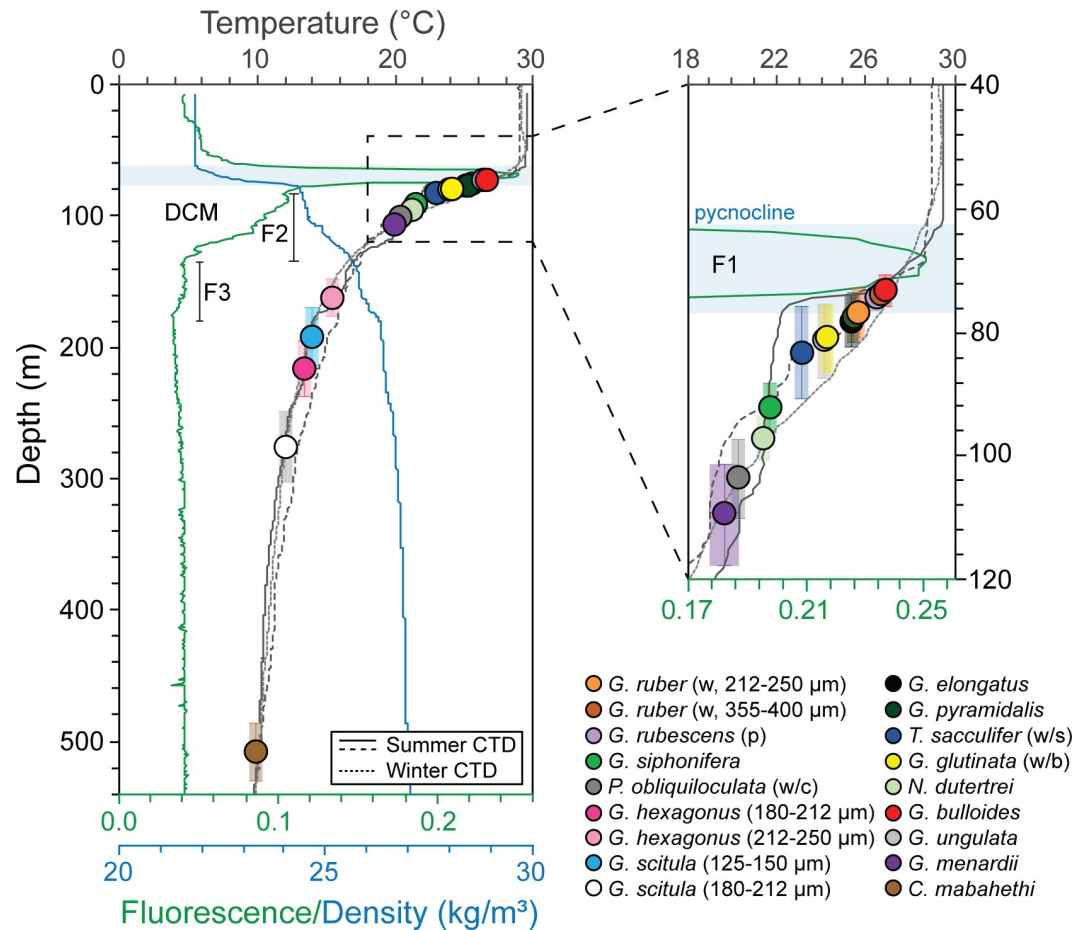 Temperature (°C)
0 10 20 30
18 22 26 30
0
100
200
300
400
500
Depth (m)
DCM
F2
F3
40
60
80
100
120
pycnocline
F1
0.17 0.21 0.25
Summer CTD
Winter CTD
0.0 0.1 0.2
20 25 30
Fluorescence/Density (kg/m³)
G. ruber (w, 212-250 µm)
G. ruber (w, 355-400 µm)
G. rubescens (p)
G. siphonifera
P. obliquiloculata (w/c)
G. hexagonus (180-212 µm)
G. hexagonus (212-250 µm)
G. scitula (125-150 µm)
G. scitula (180-212 µm)
G. elongatus
G. pyramidalis
T. sacculifer (w/s)
G. glutinata (w/b)
N. dutertrei
G. bulloides
G. ungulata
G. menardii
C. mabahethi